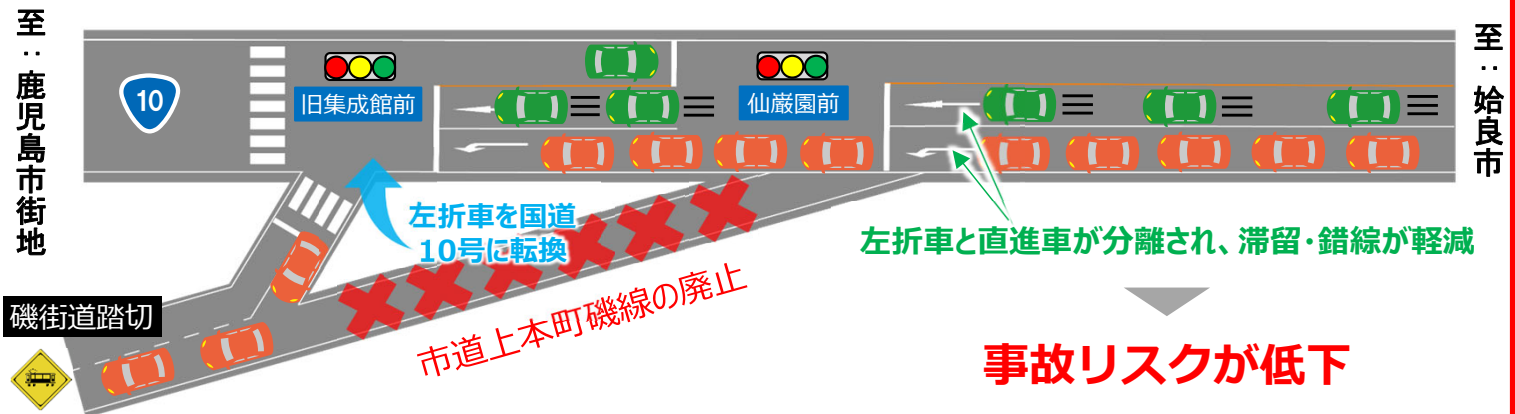 至：鹿児島市街地
10
旧集成館前
仙巌園前
至：姶良市
左折車を国道
10号に転換
左折車と直進車が分離され、滞留・錯綜が軽減
市道上本町磯線の廃止
磯街道踏切
事故リスクが低下